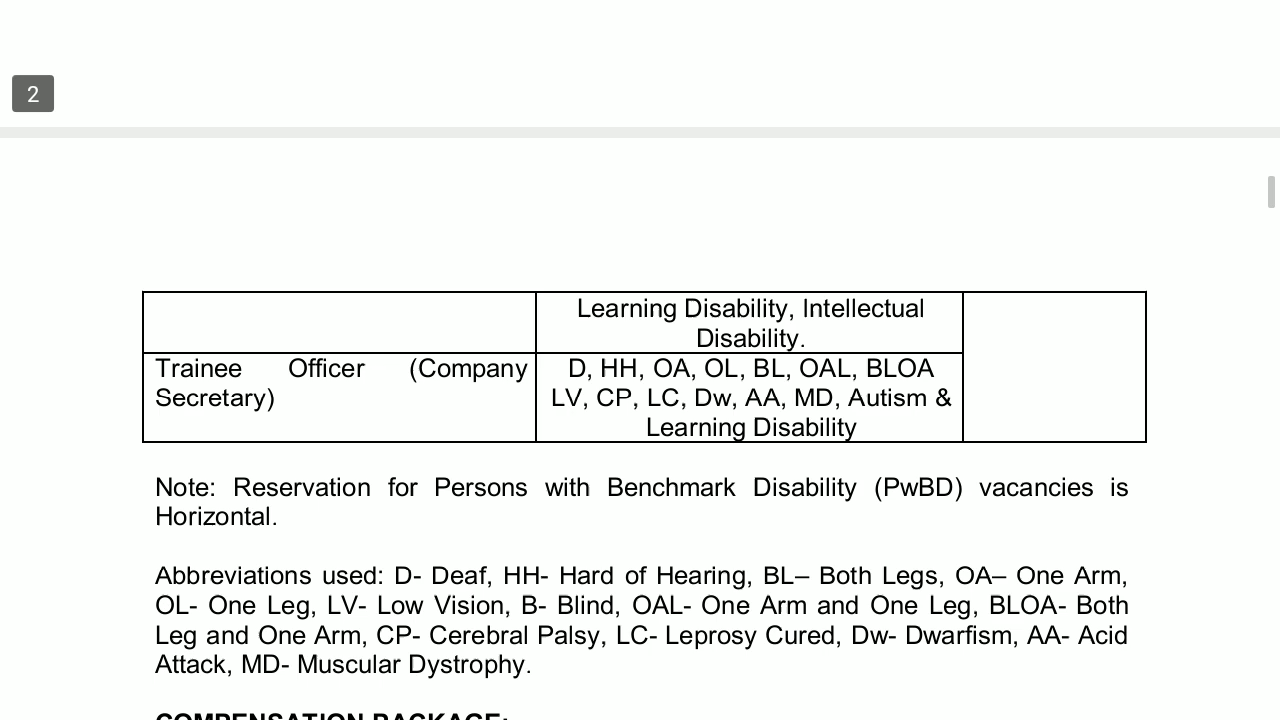 2
Learning Disability, Intellectual
Disability.
Trainee Officer (Company
Secretary)
D, HH, OA, OL, BL, OAL, BLOA
LV, CP, LC, Dw, AA, MD, Autism &
Learning Disability
Note: Reservation for Persons with Benchmark Disability (PwBD) vacancies is
Horizontal.
Abbreviations used: D- Deaf, HH- Hard of Hearing, BL– Both Legs, OA– One Arm,
OL- One Leg, LV- Low Vision, B- Blind, OAL- One Arm and One Leg, BLOA- Both
Leg and One Arm, CP- Cerebral Palsy, LC- Leprosy Cured, Dw- Dwarfism, AA- Acid
Attack, MD- Muscular Dystrophy.
COMPENSATION PACKAGE: